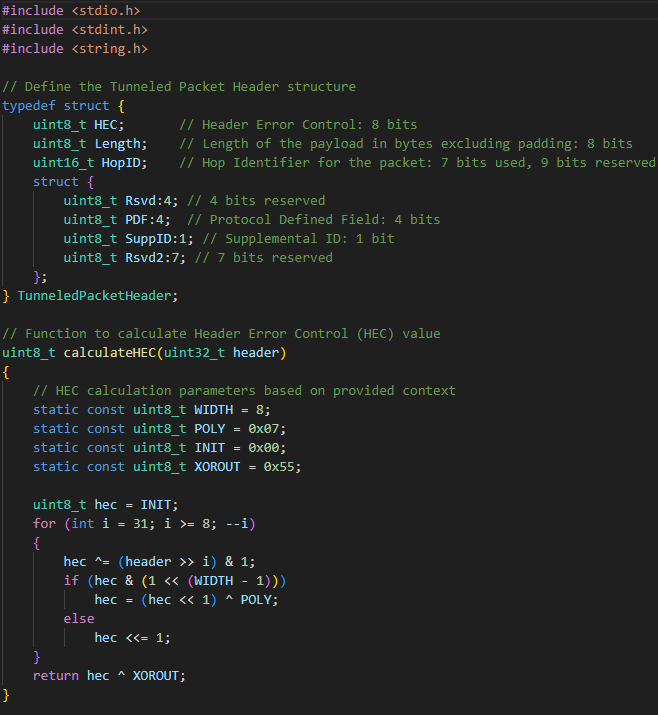 #include <stdio.h>
#include <stdint.h>
#include <string.h>

// Define the Tunneled Packet Header structure
typedef struct {
    uint8_t HEC;       // Header Error Control: 8 bits
    uint8_t Length;    // Length of the payload in bytes excluding padding: 8 bits
    uint16_t HopID;    // Hop Identifier for the packet: 7 bits used, 9 bits reserved
    struct {
        uint8_t Rsvd:4; // 4 bits reserved
        uint8_t PDF:4;  // Protocol Defined Field: 4 bits
        uint8_t SuppID:1; // Supplemental ID: 1 bit
        uint8_t Rsvd2:7; // 7 bits reserved
    };
} TunneledPacketHeader;

// Function to calculate Header Error Control (HEC) value
uint8_t calculateHEC(uint32_t header)
{
    // HEC calculation parameters based on provided context
    static const uint8_t WIDTH = 8;
    static const uint8_t POLY = 0x07;
    static const uint8_t INIT = 0x00;
    static const uint8_t XOROUT = 0x55;

    uint8_t hec = INIT;
    for (int i = 31; i >= 8; --i)
    {
        hec ^= (header >> i) & 1;
        if (hec & (1 << (WIDTH - 1)))
            hec = (hec << 1) ^ POLY;
        else
            hec <<= 1;
    }
    return hec ^ XOROUT;
}